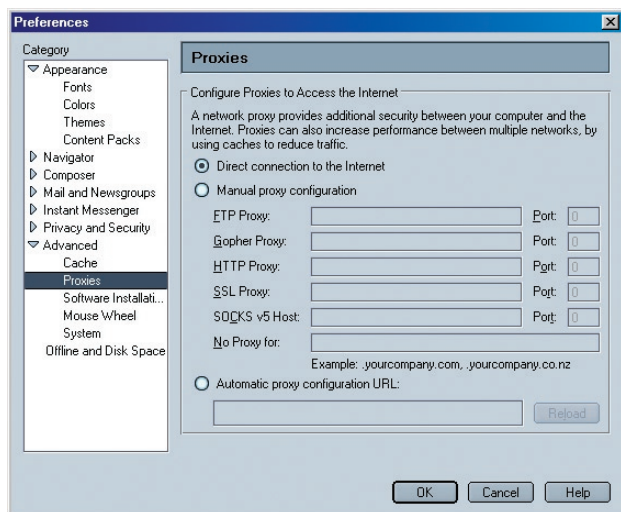 Preferences
Category
Appearance
Fonts
Colors
Themes
Content Packs
Navigator
Composer
Mail and Newsgroups
Instant Messenger
Privacy and Security
Advanced
Cache
Proxies
Software Installati...
Mouse Wheel
System
Offline and Disk Space
Proxies
Configure Proxies to Access the Internet
A network proxy provides additional security between your computer and the
Internet. Proxies can also increase performance between multiple networks, by
using caches to reduce traffic.
Direct connection to the Internet
Manual proxy configuration
FTP Proxy: Port: 0
Gopher Proxy: Port: 0
HTTP Proxy: Port: 0
SSL Proxy: Port: 0
SOCKS v5 Host: Port: 0
No Proxy for:
Example: .yourcompany.com, .yourcompany.co.nz
Automatic proxy configuration URL:
Reload
OK Cancel Help